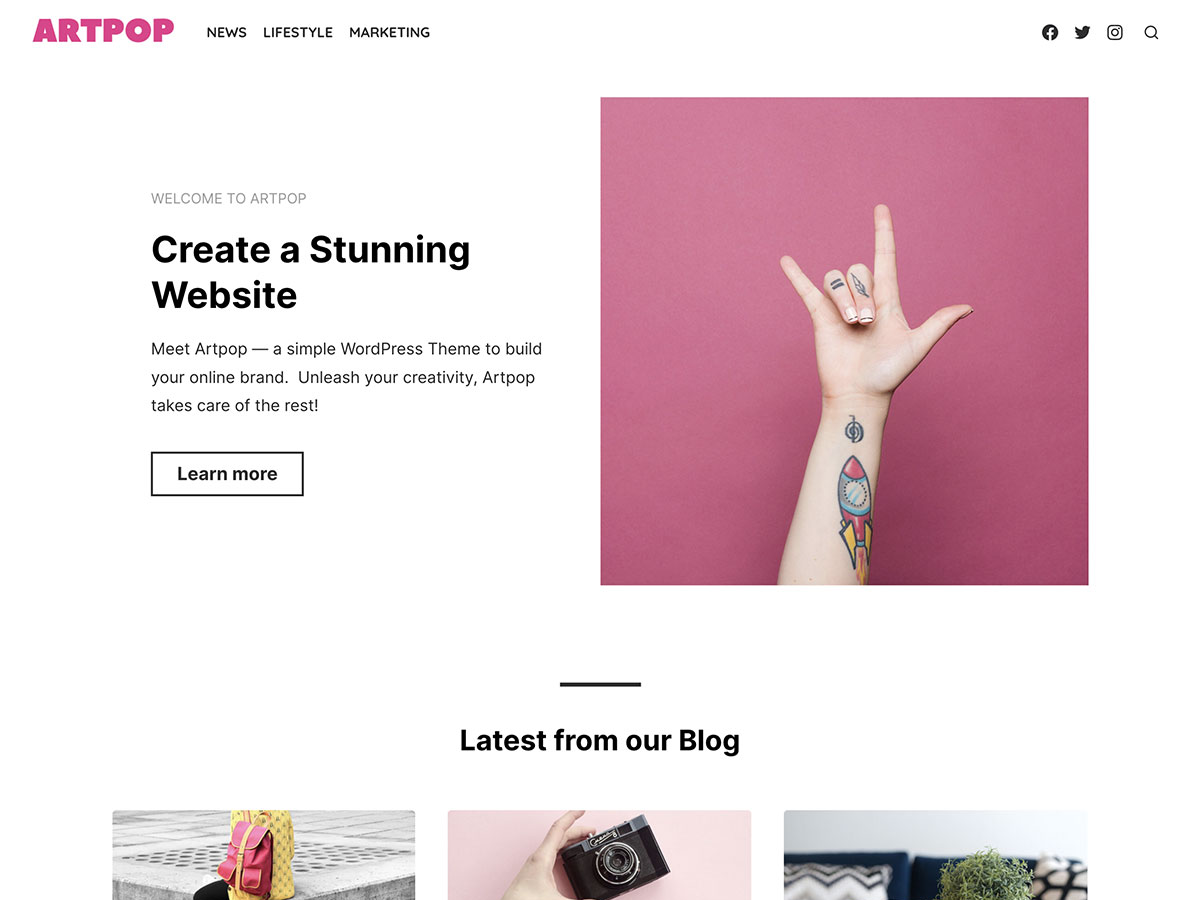 ARTPOP
NEWS LIFESTYLE MARKETING
WELCOME TO ARTPOP
Create a Stunning
Website
Meet Artpop — a simple WordPress Theme to build
your online brand.  Unleash your creativity, Artpop
takes care of the rest!
Learn more
Latest from our Blog